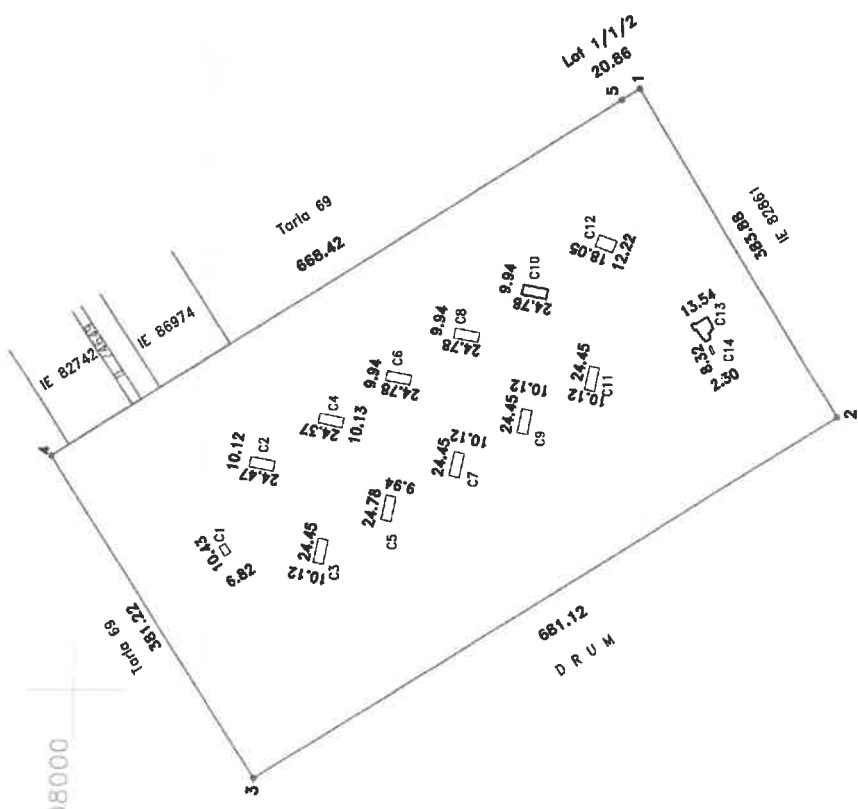 Lot 1/1/2
20.86
5
1
Tarla 69
668.42
IE 86974
IE 82742
4
10.12
C2
24.47
24.37
C4
10.13
9.94
C6
24.78
9.94
C8
24.78
9.94
C10
24.78
C12
18.05
12.22
IE 82861
383.88
10.43
C1
6.82
24.45
10.12
C3
24.78
9.94
C5
24.45
10.12
C7
24.45
10.12
C9
24.45
10.12
C11
13.54
C13
8.32
C14
2.30
Tarla 69
381.22
681.12
DRUM
3
2
08000